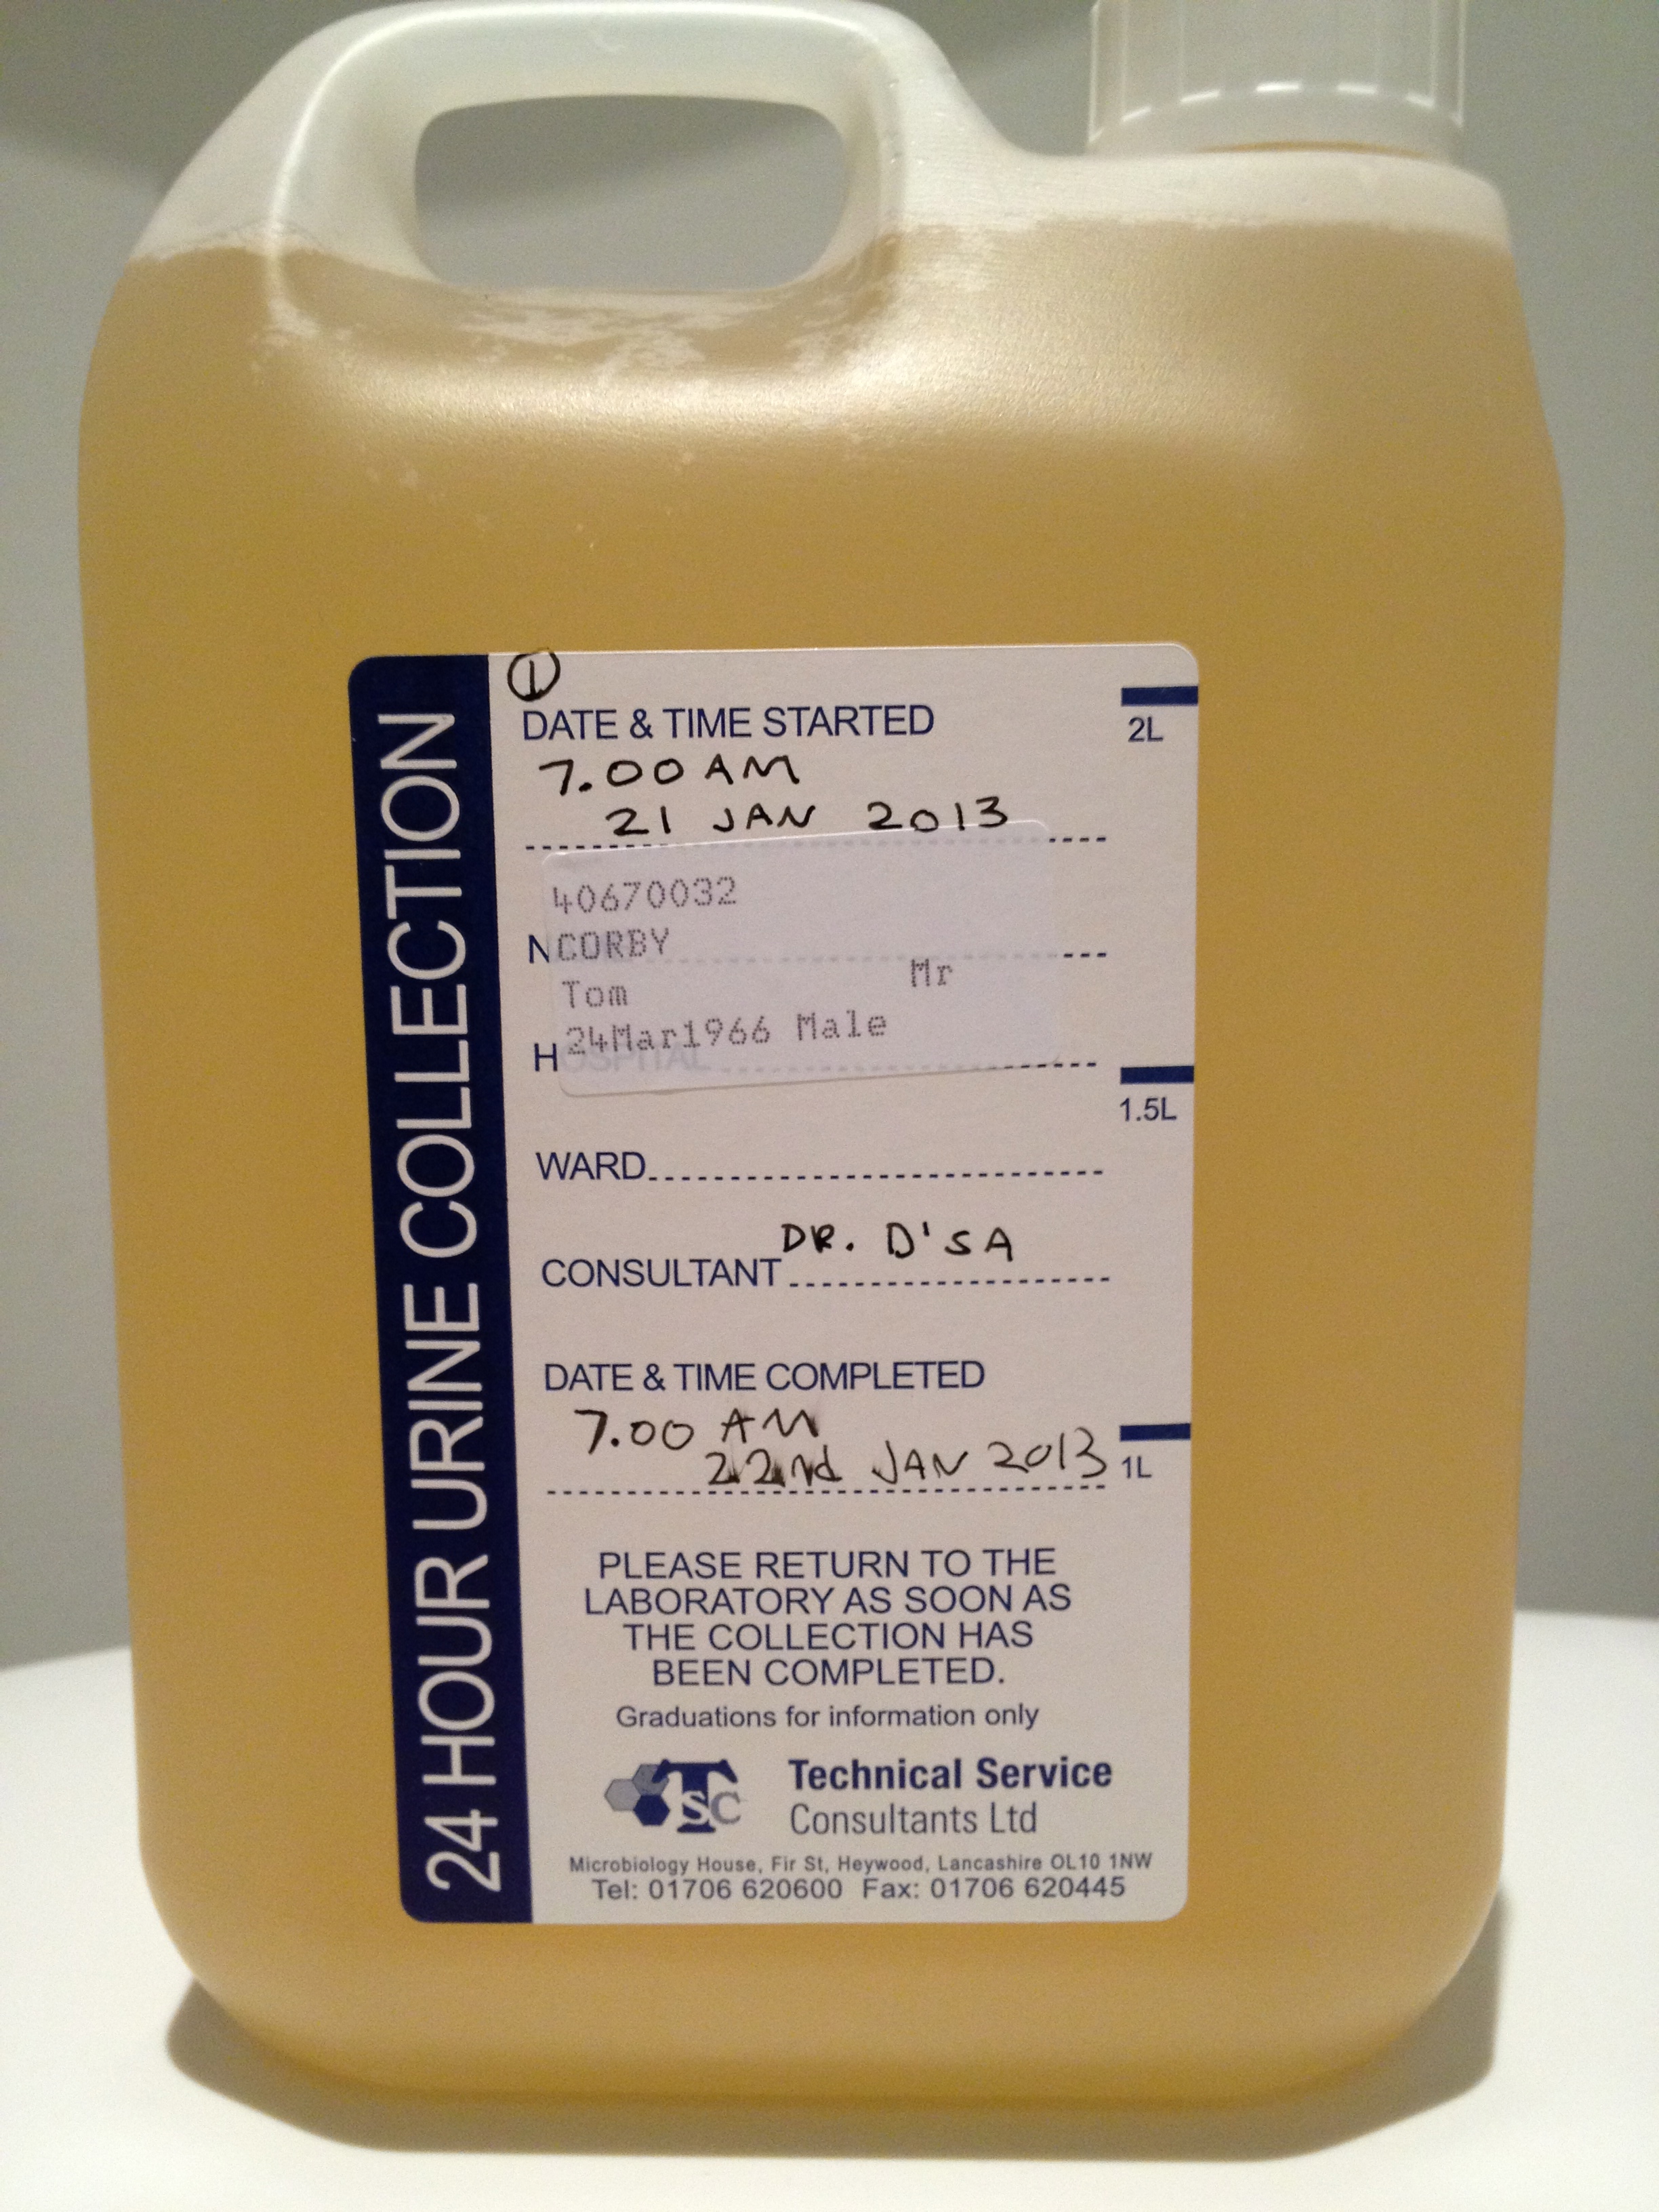 24 HOUR URINE COLLECTION
1
DATE & TIME STARTED
7.00 AM
21 JAN 2013
40670032
N CORBY
Tom Mr
24Mar1966 Male
HOSPITAL
WARD
CONSULTANT DR. D'SA
DATE & TIME COMPLETED
7.00 AM
22nd JAN 2013
2L
1.5L
1L
PLEASE RETURN TO THE
LABORATORY AS SOON AS
THE COLLECTION HAS
BEEN COMPLETED.
Graduations for information only
TSC
Technical Service
Consultants Ltd
Microbiology House, Fir St, Heywood, Lancashire OL10 1NW
Tel: 01706 620600 Fax: 01706 620445